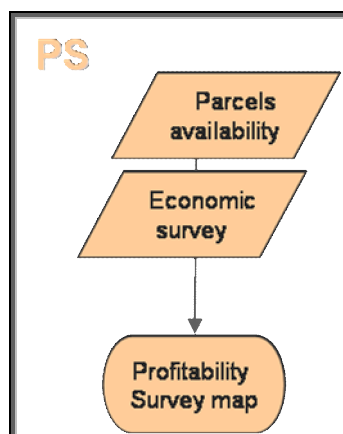 PS
Parcels
availability
Economic
survey
Profitability
Survey map